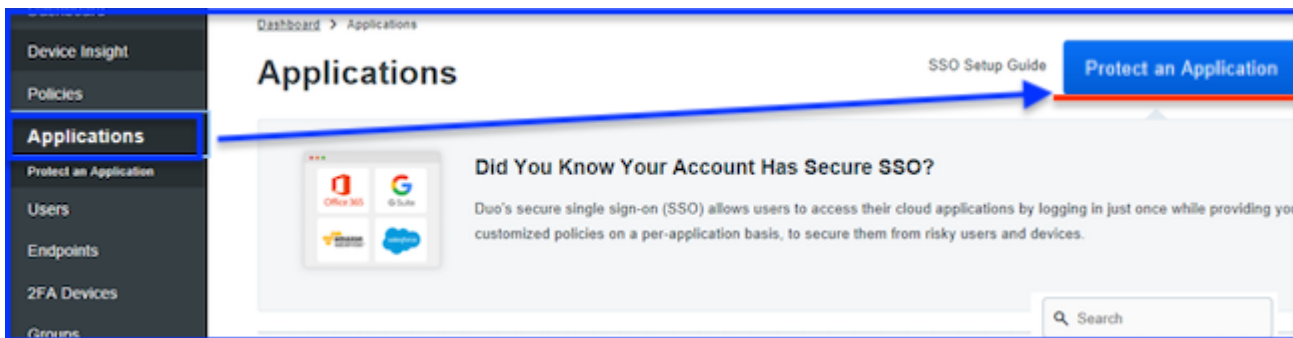 Dashboard
Device Insight
Policies
Applications
Protect an Application
Users
Endpoints
2FA Devices
Groups
Dashboard > Applications
Applications
SSO Setup Guide
Protect an Application
Office 365
G Suite
amazon
salesforce
Did You Know Your Account Has Secure SSO?
Duo's secure single sign-on (SSO) allows users to access their cloud applications by logging in just once while providing you
customized policies on a per-application basis, to secure them from risky users and devices.
Search